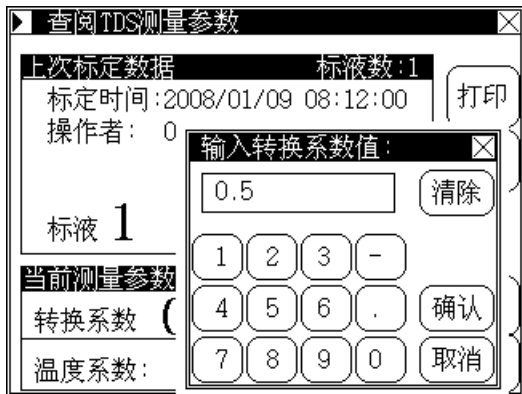 查阅TDS测量参数
上次标定数据 标液数:1
标定时间:2008/01/09 08:12:00
打印
操作者: 0
输入转换系数值:
0.5
清除
标液 1
1 2 3 -
当前测量参数
4 5 6 .
确认
转换系数
7 8 9 0
取消
温度系数: